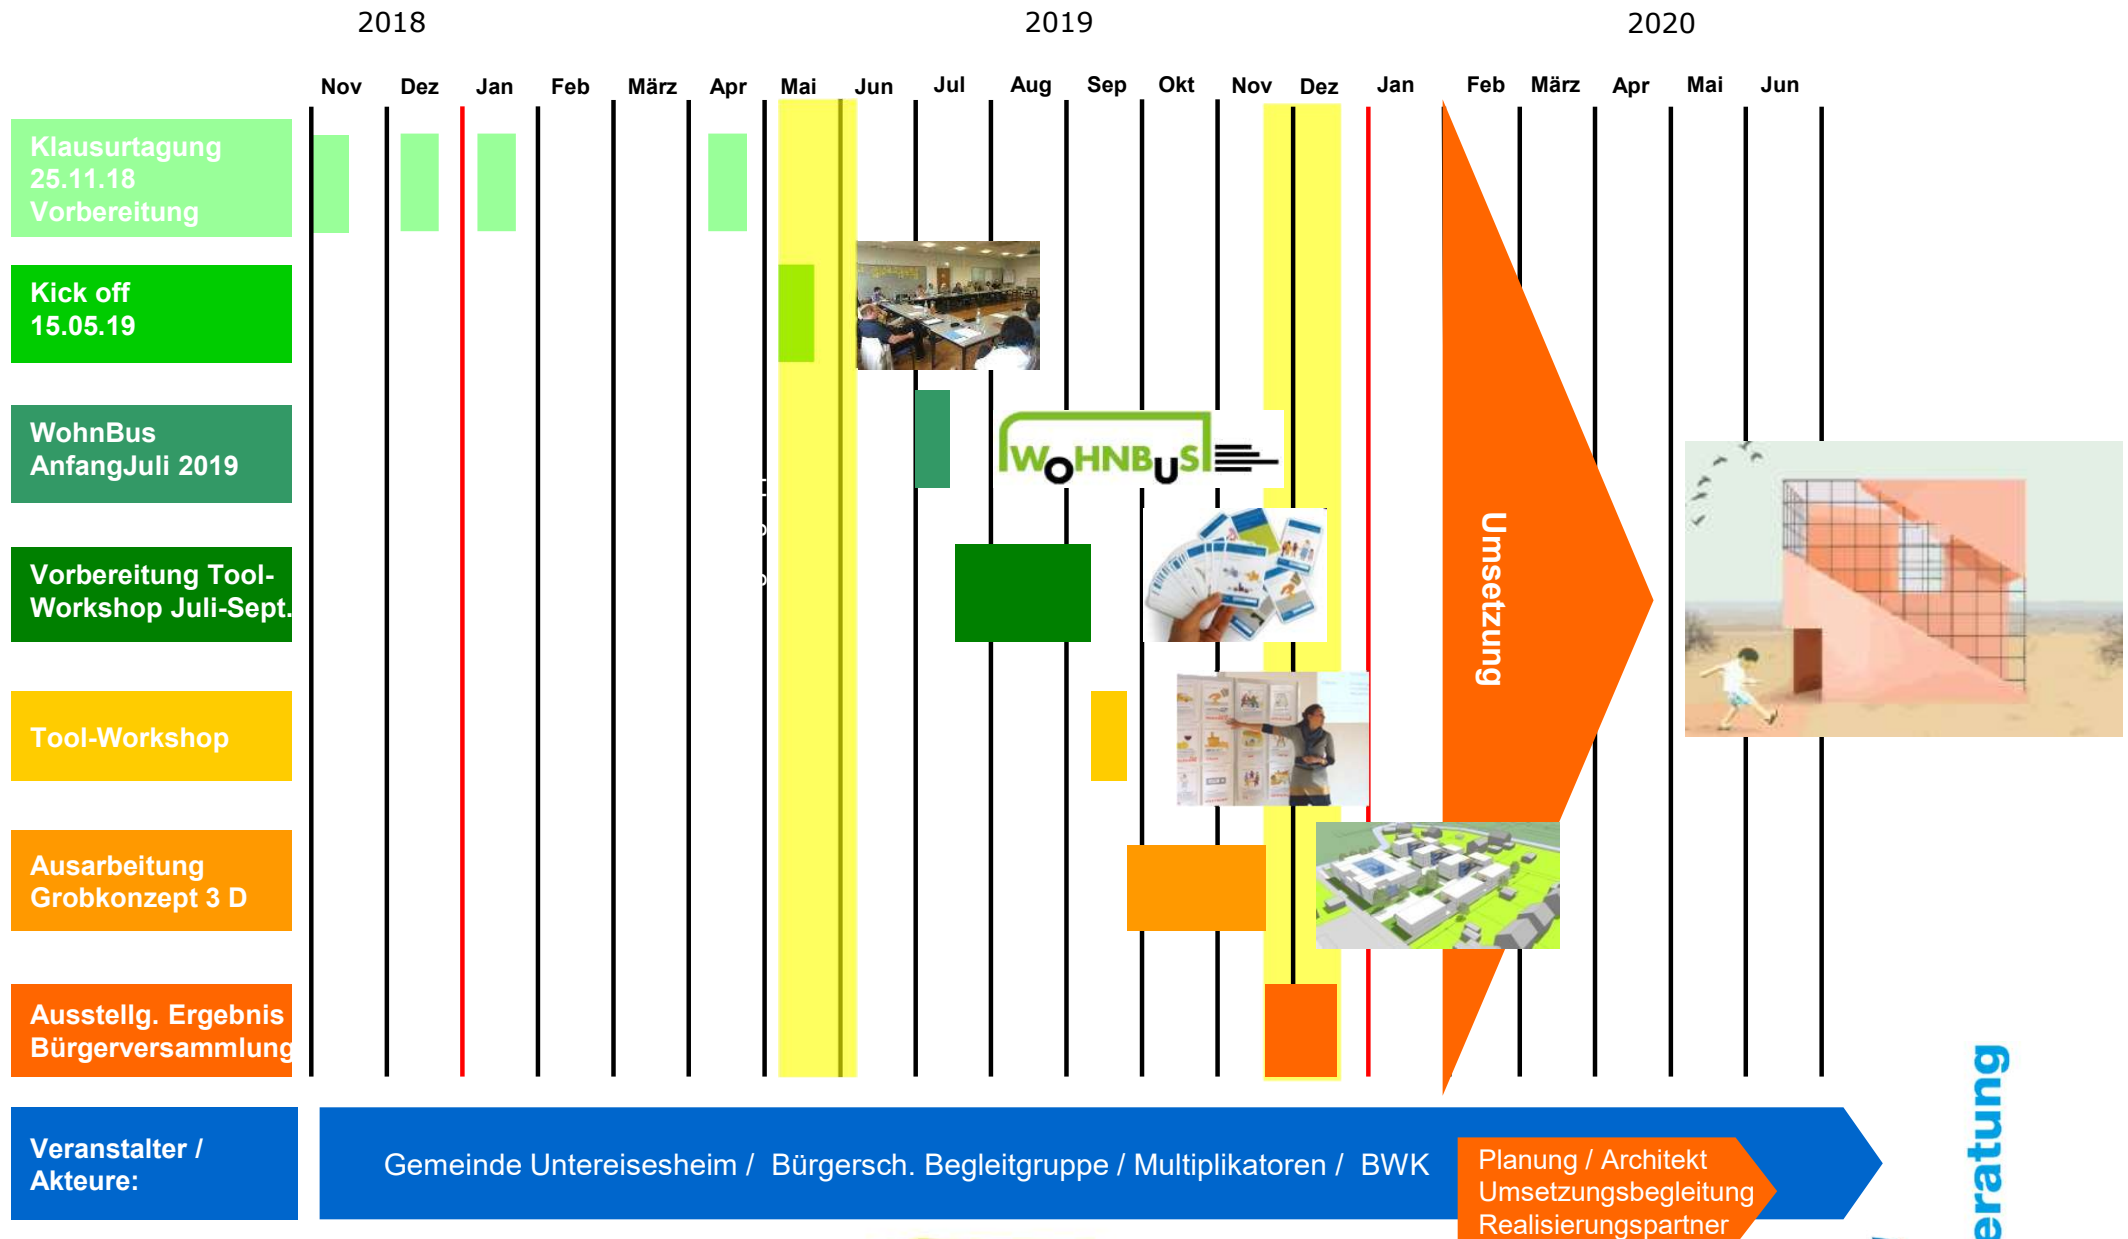 2018 2019 2020
Nov Dez Jan Feb März Apr Mai Jun Jul Aug Sep Okt Nov Dez Jan Feb März Apr Mai Jun
Klausurtagung
25.11.18
Vorbereitung
Kick off
15.05.19
WohnBus
AnfangJuli 2019
WOHNBUS
Vorbereitung Tool-
Workshop Juli-Sept.
Umsetzung
Tool-Workshop
Ausarbeitung
Grobkonzept 3 D
Ausstellg. Ergebnis
Bürgerversammlung
Veranstalter /
Akteure:
Gemeinde Untereisesheim / Bürgersch. Begleitgruppe / Multiplikatoren / BWK
Planung / Architekt
Umsetzungsbegleitung
Realisierungspartner
eratung